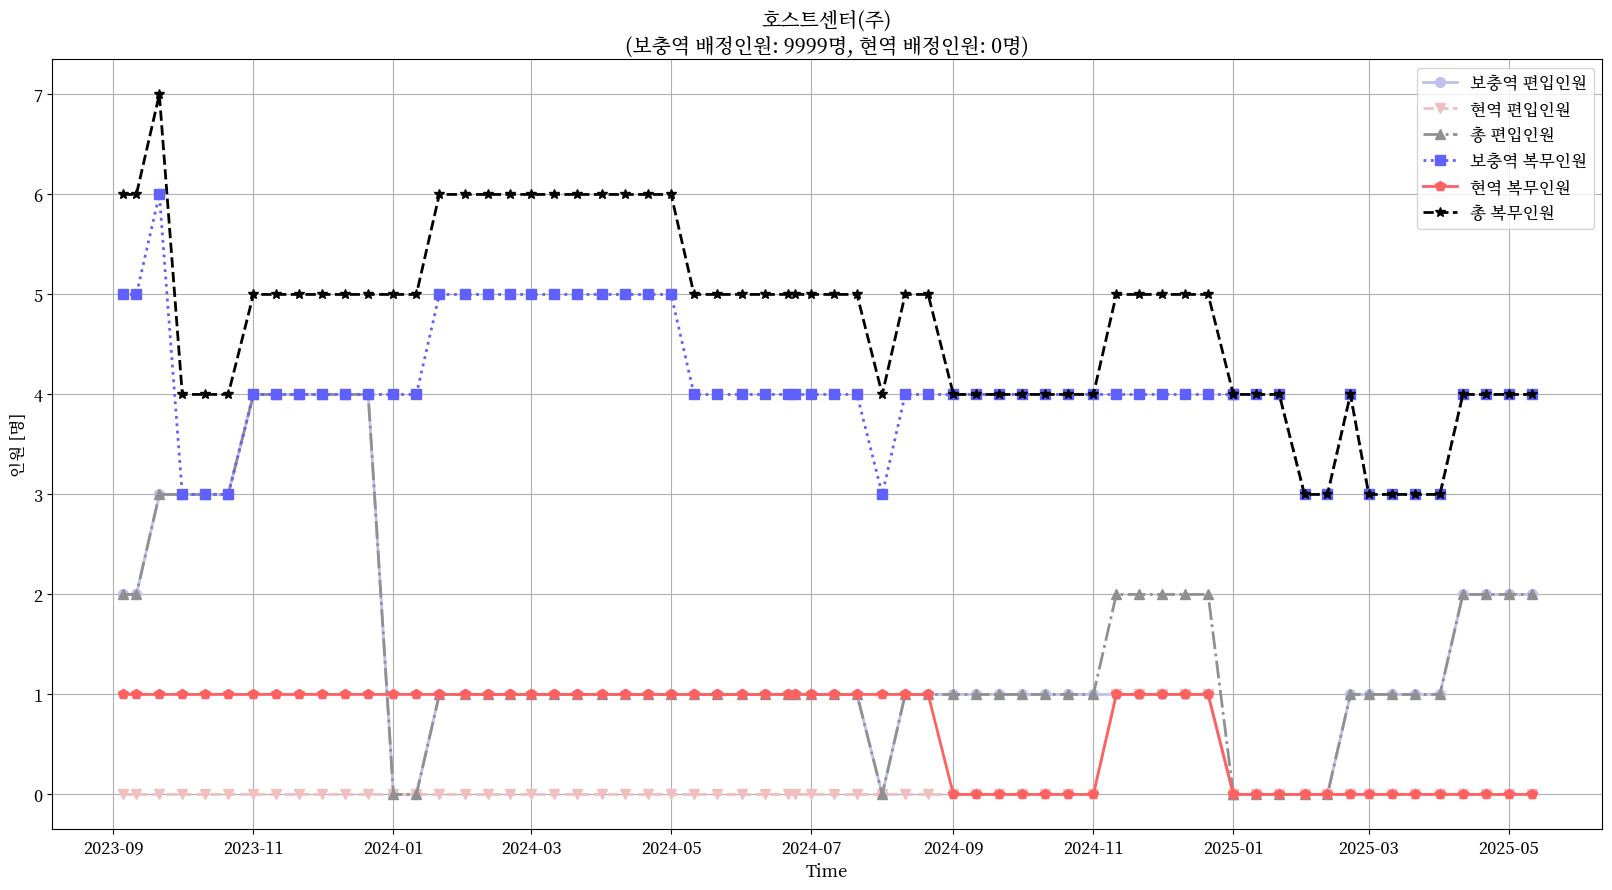 호스트센터(주)
(보충역 배정인원: 9999명, 현역 배정인원: 0명)
보충역 편입인원
현역 편입인원
총 편입인원
보충역 복무인원
현역 복무인원
총 복무인원
인원 [명]
7
6
5
4
3
2
1
0
2023-09 2023-11 2024-01 2024-03 2024-05 2024-07 2024-09 2024-11 2025-01 2025-03 2025-05
Time